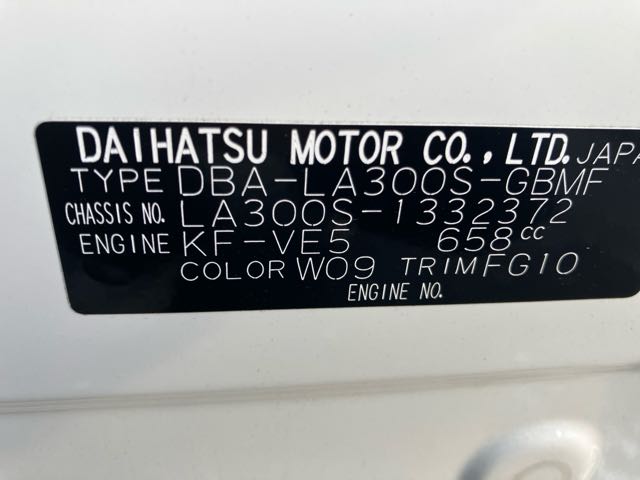 DAIHATSU MOTOR CO., LTD. JAPA
TYPE DBA-LA300S-GBMF
CHASSIS NO. LA300S-1332372
ENGINE KF-VE5 658cc
COLOR W09 TRIM FG10
ENGINE NO.